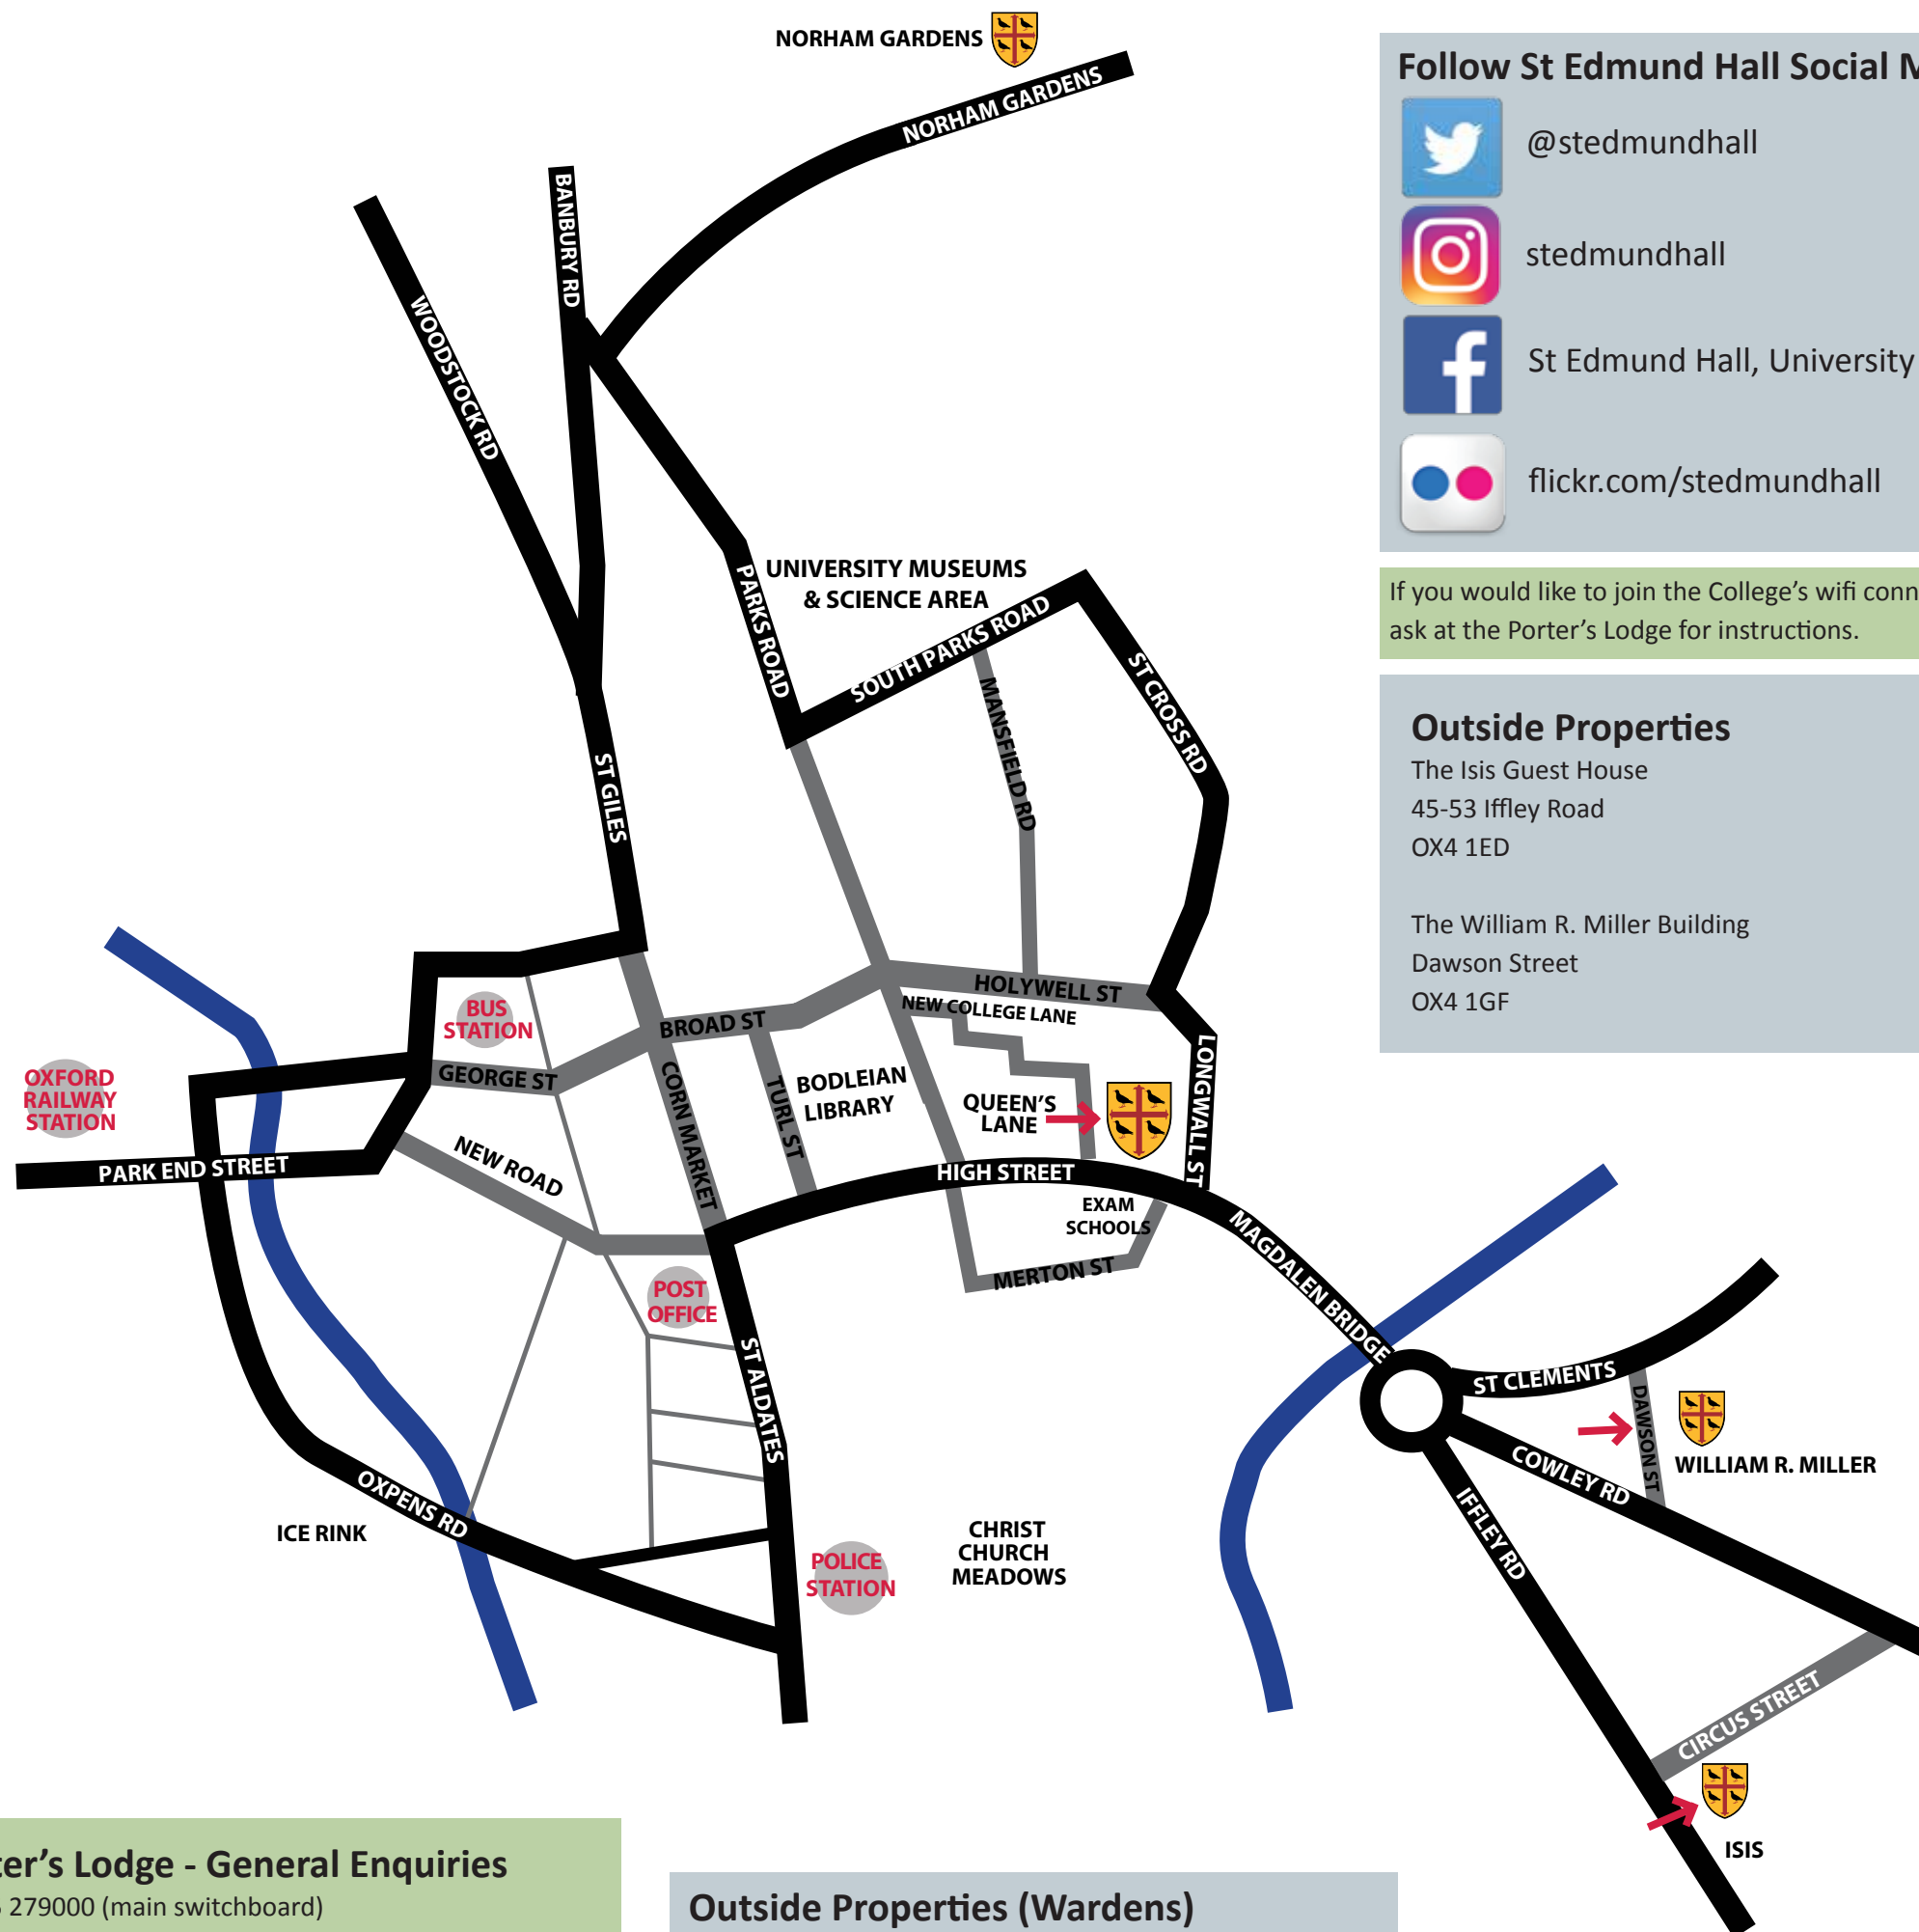 NORHAM GARDENS
NORHAM GARDENS
BANBURY RD
WOODSTOCK RD
UNIVERSITY MUSEUMS
& SCIENCE AREA
PARKS ROAD
SOUTH PARKS ROAD
MANSFIELD RD
ST CROSS RD
ST GILES
BUS
STATION
HOLYWELL ST
NEW COLLEGE LANE
BROAD ST
GEORGE ST
OXFORD
RAILWAY
STATION
CORN MARKET
TURL ST
BODLEIAN
LIBRARY
QUEEN'S
LANE
LONGWALL ST
PARK END STREET
NEW ROAD
HIGH STREET
EXAM
SCHOOLS
MERTON ST
MAGDALEN BRIDGE
POST
OFFICE
ST ALDATES
ST CLEMENTS
DAWSON ST
WILLIAM R. MILLER
COWLEY RD
IFFLEY RD
OXPENS RD
ICE RINK
POLICE
STATION
CHRIST
CHURCH
MEADOWS
CIRCUS STREET
ISIS
Follow St Edmund Hall Social M
@stedmundhall
stedmundhall
St Edmund Hall, University
flickr.com/stedmundhall
If you would like to join the College’s wifi conn
ask at the Porter’s Lodge for instructions.
Outside Properties
The Isis Guest House
45-53 Iffley Road
OX4 1ED
The William R. Miller Building
Dawson Street
OX4 1GF
ter’s Lodge - General Enquiries
279000 (main switchboard)
Outside Properties (Wardens)